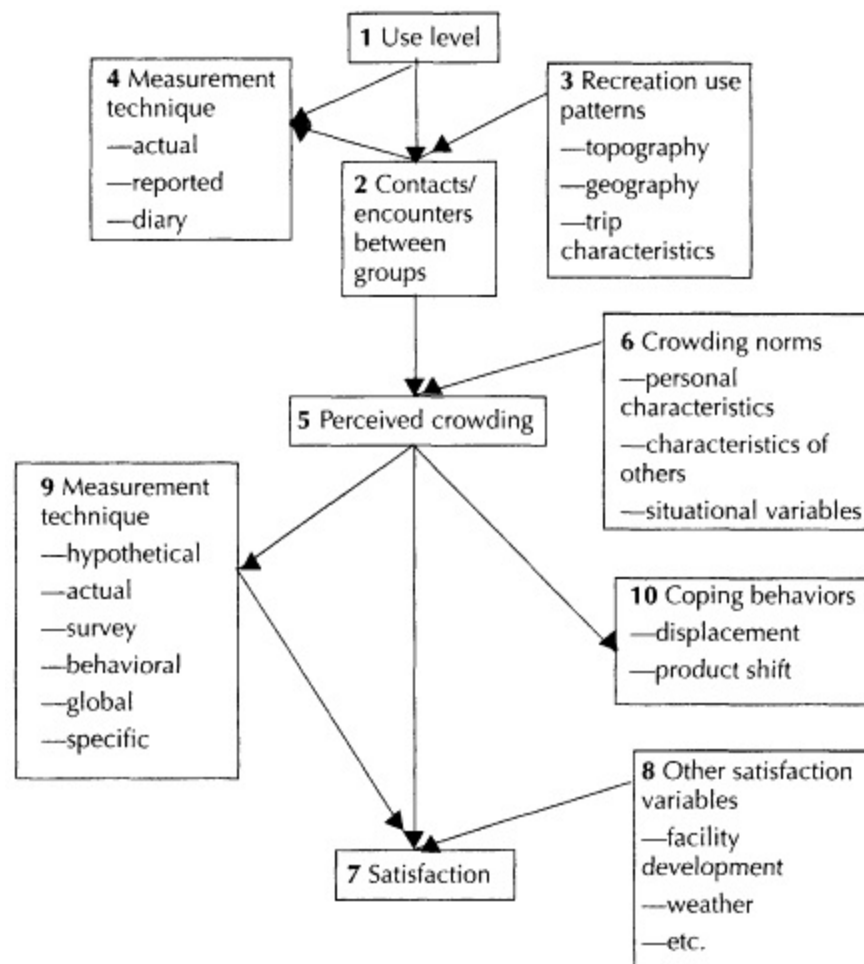 1 Use level
4 Measurement
technique
—actual
—reported
—diary
3 Recreation use
patterns
—topography
—geography
—trip
characteristics
2 Contacts/
encounters
between
groups
6 Crowding norms
—personal
characteristics
—characteristics of
others
—situational variables
5 Perceived crowding
9 Measurement
technique
—hypothetical
—actual
—survey
—behavioral
—global
—specific
10 Coping behaviors
—displacement
—product shift
8 Other satisfaction
variables
—facility
development
—weather
—etc.
7 Satisfaction